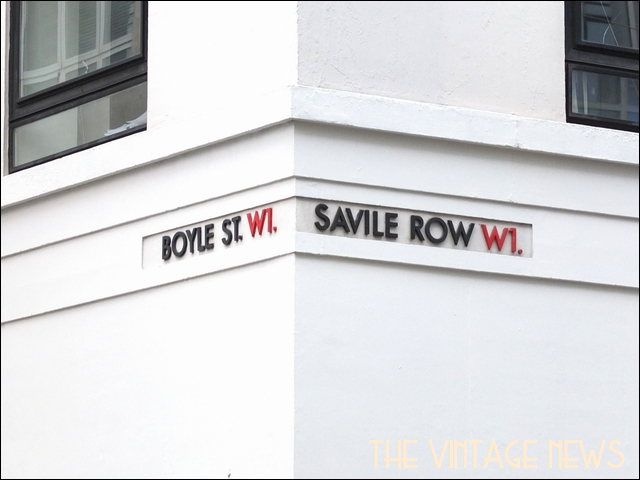 BOYLE ST. W1.
SAVILE ROW W1.
THE VINTAGE NEWS